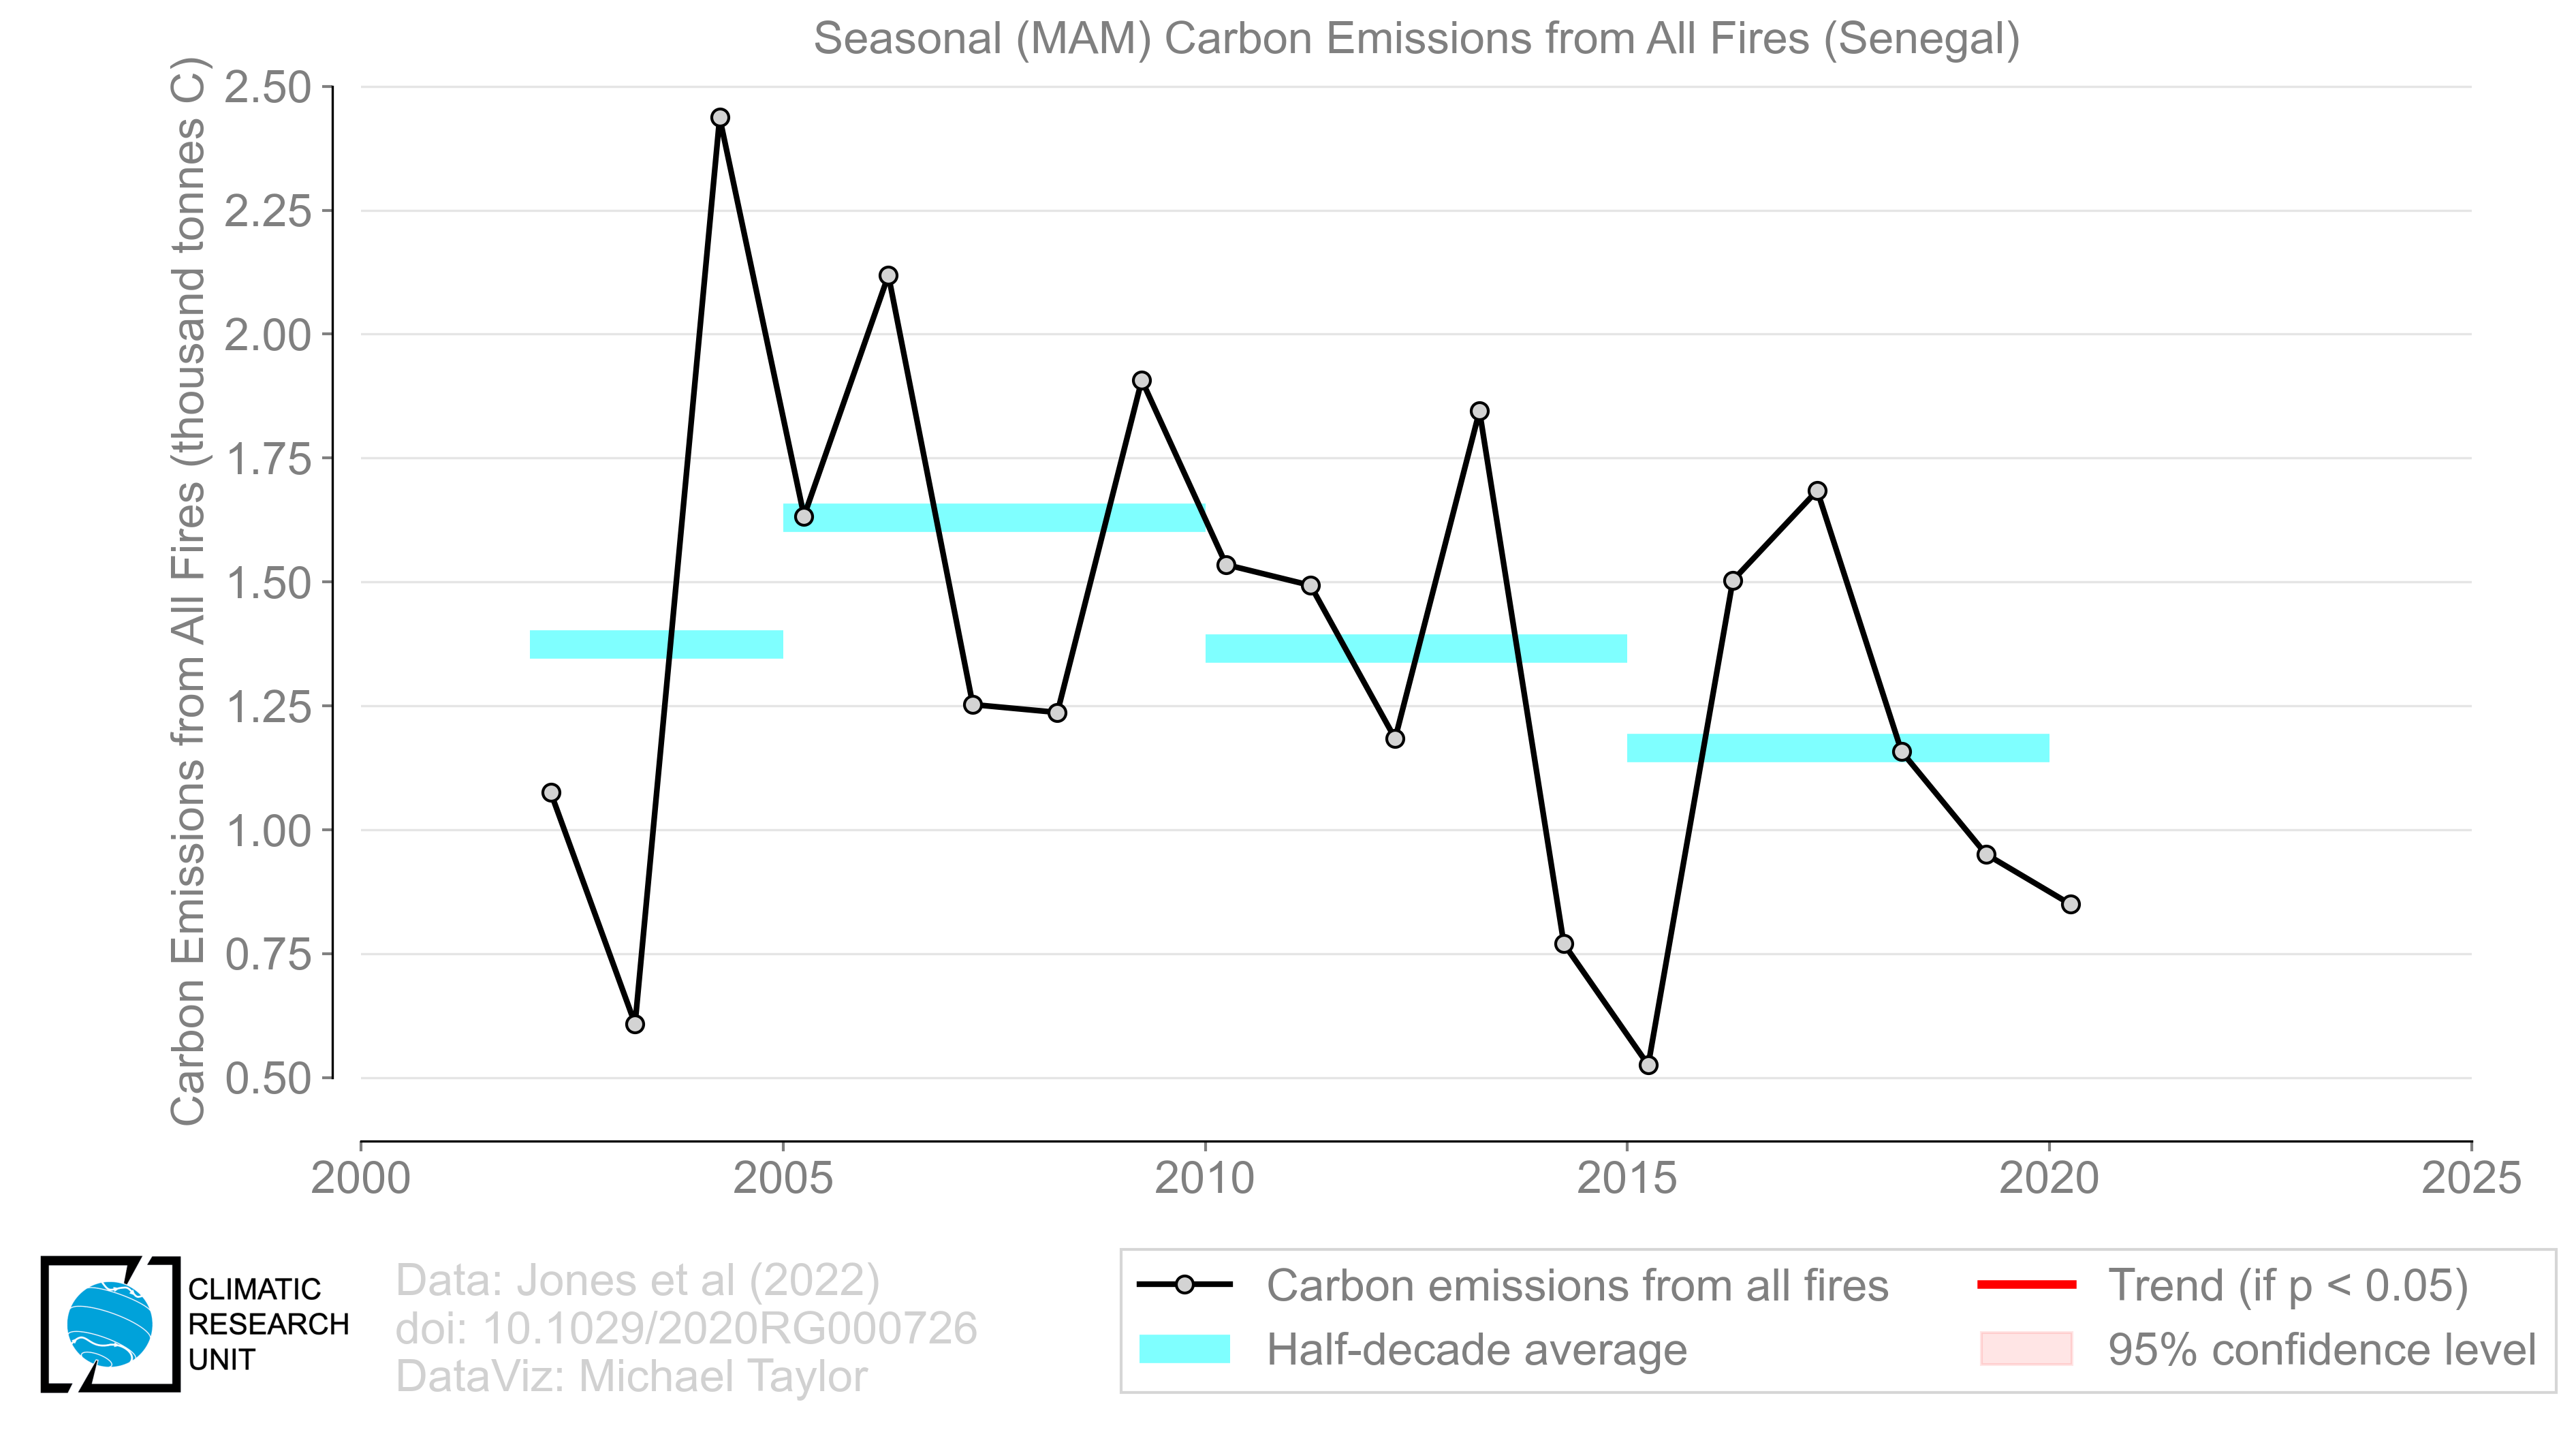 Seasonal (MAM) Carbon Emissions from All Fires (Senegal)
Carbon Emissions from All Fires (thousand tonnes C)
2.50
2.25
2.00
1.75
1.50
1.25
1.00
0.75
0.50
2000 2005 2010 2015 2020 2025
CLIMATIC
RESEARCH
UNIT
Data: Jones et al (2022)
doi: 10.1029/2020RG000726
DataViz: Michael Taylor
Carbon emissions from all fires
Half-decade average
Trend (if p < 0.05)
95% confidence level